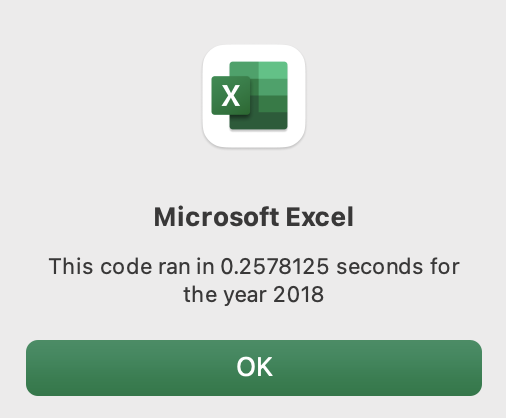 X
Microsoft Excel
This code ran in 0.2578125 seconds for
the year 2018
OK